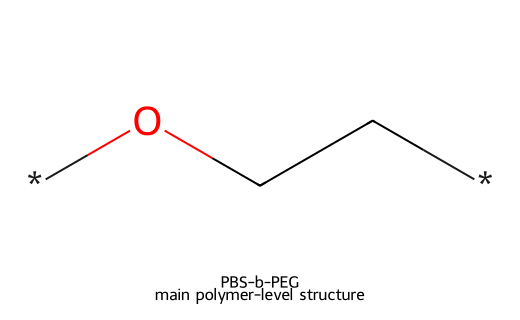 O
* *
PBS-b-PEG
main polymer-level structure